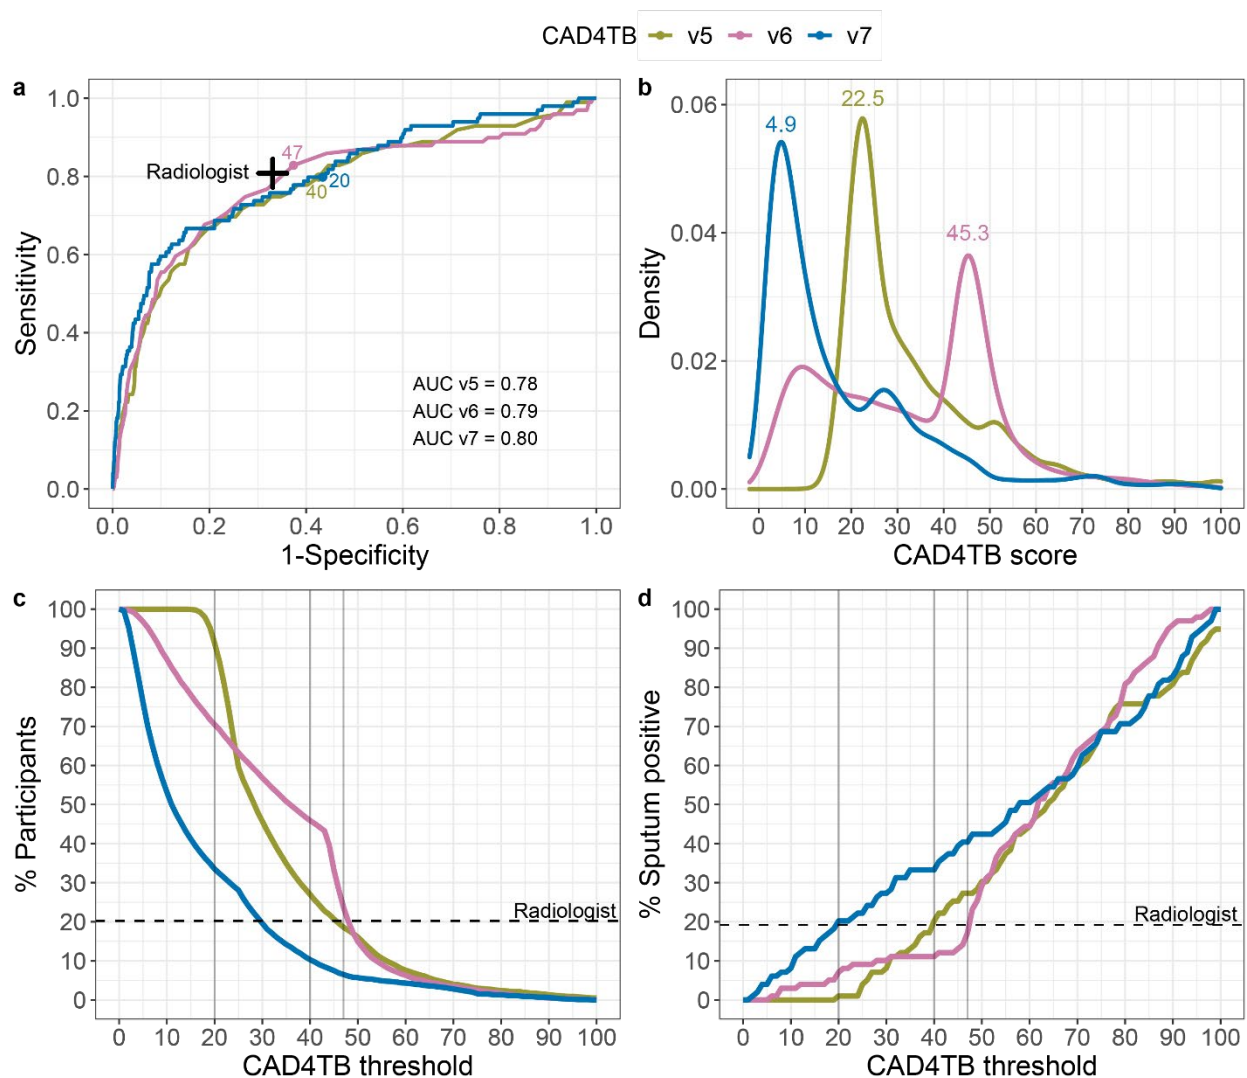 CAD4TB v5 v6 v7
a
1.0
0.8
0.6
0.4
0.2
0.0
Sensitivity
Radiologist
47
40
20
AUC v5 = 0.78
AUC v6 = 0.79
AUC v7 = 0.80
0.0 0.2 0.4 0.6 0.8 1.0
1-Specificity
b
0.06
0.04
0.02
0.00
Density
4.9
22.5
45.3
0 10 20 30 40 50 60 70 80 90 100
CAD4TB score
c
100
90
80
70
60
50
40
30
20
10
0
% Participants
Radiologist
0 10 20 30 40 50 60 70 80 90 100
CAD4TB threshold
d
100
90
80
70
60
50
40
30
20
10
0
% Sputum positive
Radiologist
0 10 20 30 40 50 60 70 80 90 100
CAD4TB threshold